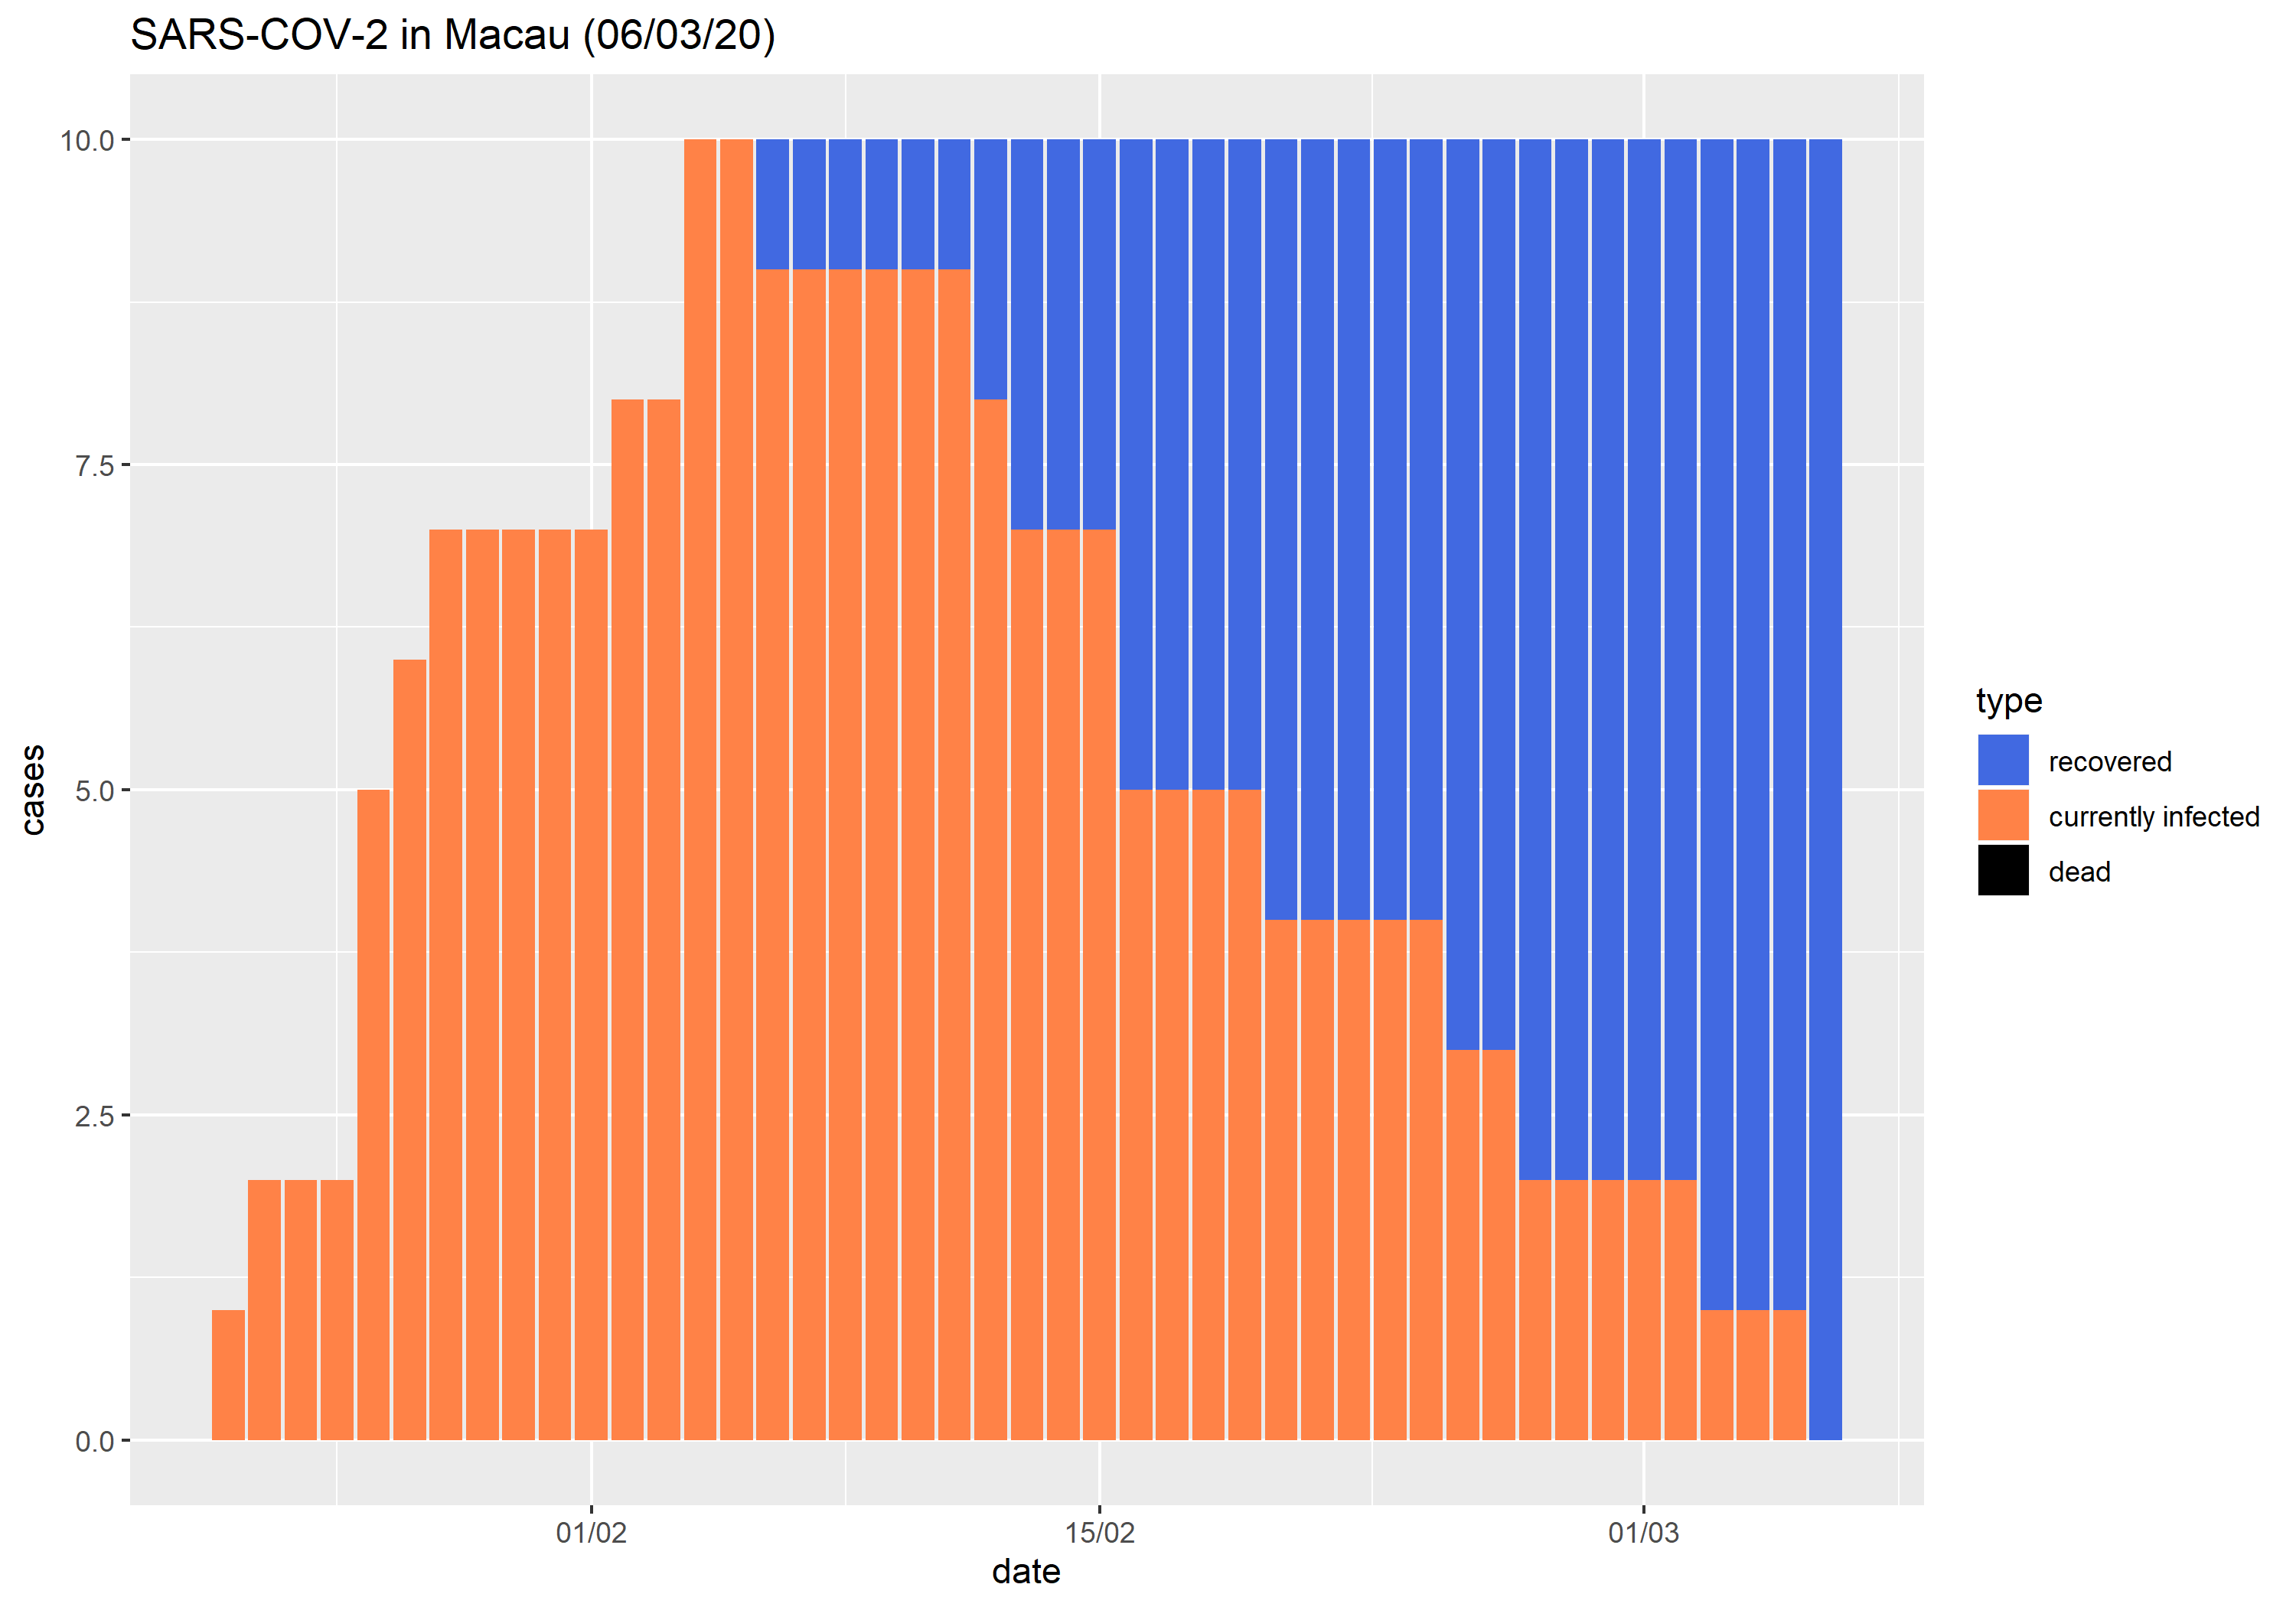 SARS-COV-2 in Macau (06/03/20)
10.0
7.5
5.0
2.5
0.0
cases
01/02
15/02
01/03
date
type
recovered
currently infected
dead